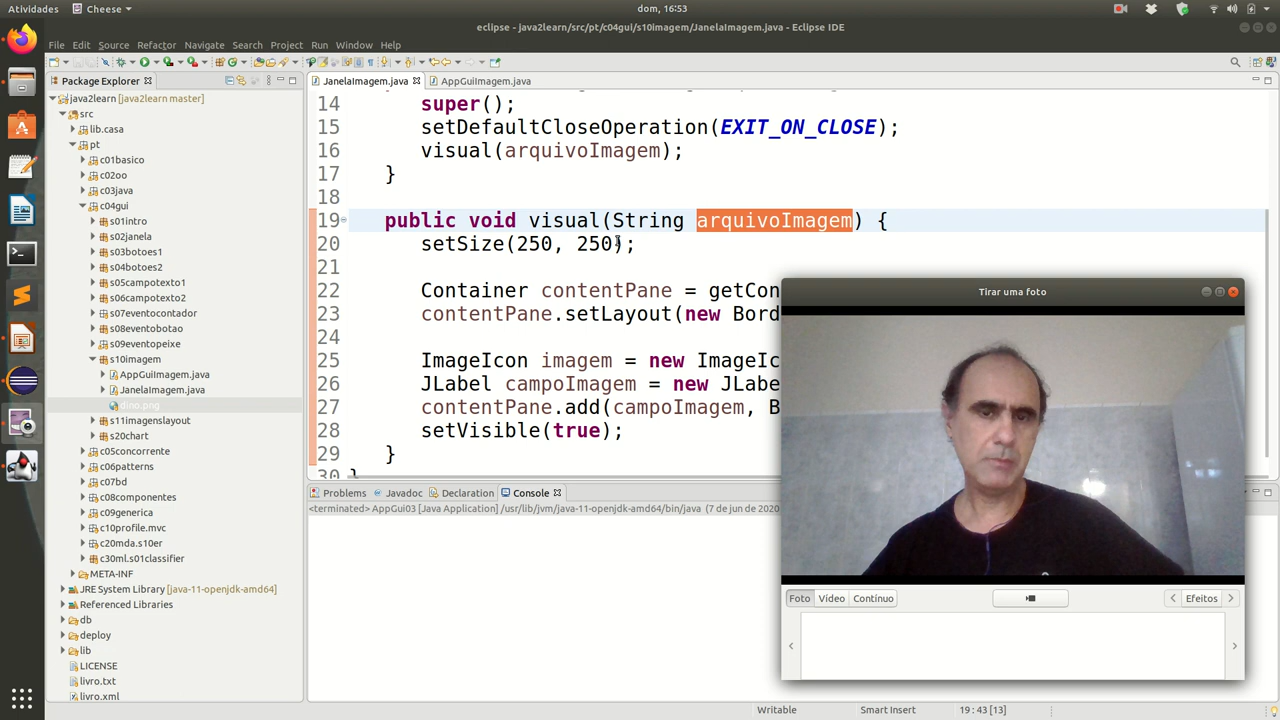 Atividades
Cheese
dom, 16:53
eclipse - java2learn/src/pt/c04gui/s10imagem/JanelaImagem.java - Eclipse IDE
File Edit Source Refactor Navigate Search Project Run Window Help
Package Explorer
java2learn [java2learn master]
src
lib.casa
pt
c01basico
c02oo
c03java
c04gui
s01intro
s02janela
s03botoes1
s04botoes2
s05campotexto1
s06campotexto2
s07eventocontador
s08eventobotao
s09eventopeixe
s10imagem
AppGuiImagem.java
JanelaImagem.java
dino.png
s11imagenslayout
s20chart
c05concorrente
c06patterns
c07bd
c08componentes
c09generica
c10profile.mvc
c20mda.s10er
c30ml.s01classifier
META-INF
JRE System Library [java-11-openjdk-amd64]
Referenced Libraries
db
deploy
lib
LICENSE
livro.txt
livro.xml
JanelaImagem.java
AppGuiImagem.java
14 super();
15 setDefaultCloseOperation(EXIT_ON_CLOSE);
16 visual(arquivoImagem);
17 }
18
19 public void visual(String arquivoImagem) {
20 setSize(250, 250);
21
22 Container contentPane = getCon
23 contentPane.setLayout(new Bord
24
25 ImageIcon imagem = new ImageIc
26 JLabel campoImagem = new JLabe
27 contentPane.add(campoImagem, B
28 setVisible(true);
29 }
30 }
Problems Javadoc Declaration Console
<terminated> AppGui03 [Java Application] /usr/lib/jvm/java-11-openjdk-amd64/bin/java (7 de jun de 2020
Tirar uma foto
Foto Vídeo Contínuo
Efeitos
Writable
Smart Insert
19 : 43 [13]